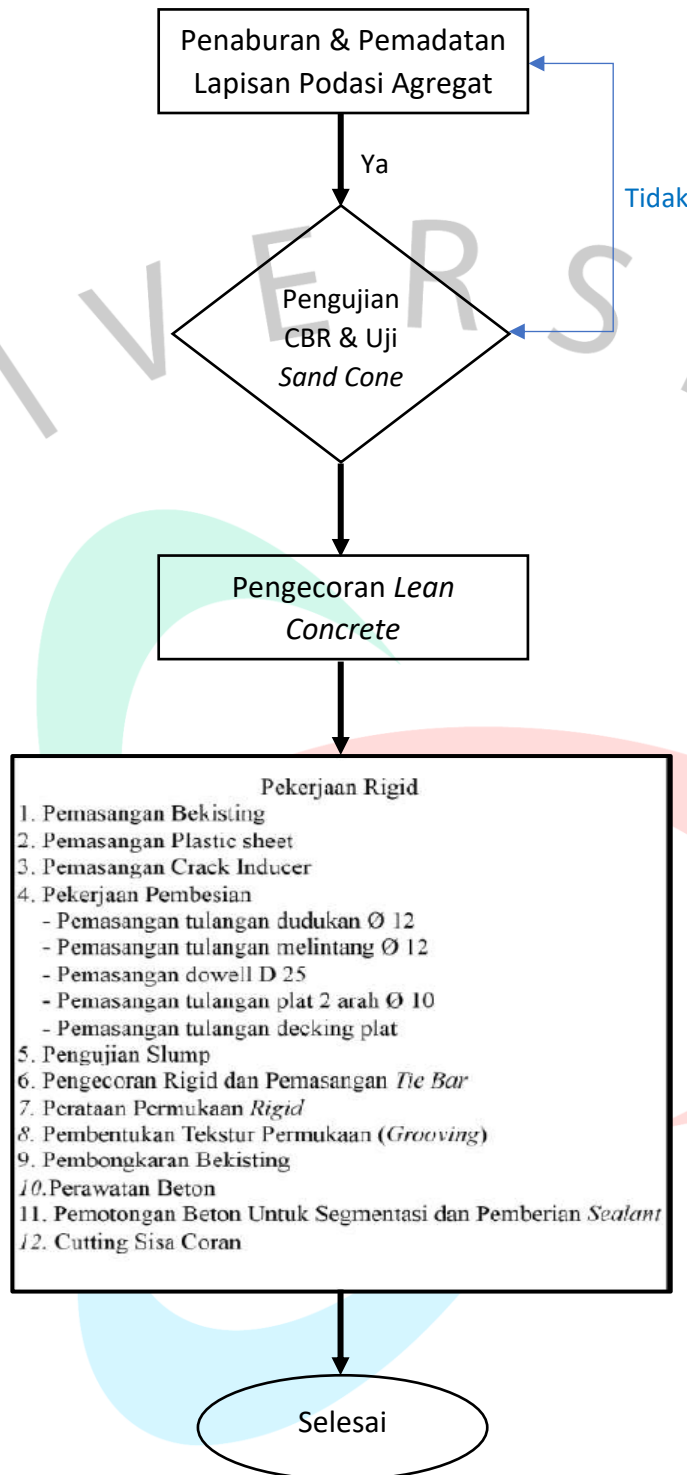 Penaburan & Pemadatan
Lapisan Podasi Agregat
Ya
Tidak
V E R S
Pengujian
CBR & Uji
Sand Cone
Pengecoran Lean
Concrete
Pekerjaan Rigid
1. Pemasangan Bekisting
2. Pemasangan Plastic sheet
3. Pemasangan Crack Inducer
4. Pekerjaan Pembesian
- Pemasangan tulangan dudukan Ø 12
- Pemasangan tulangan melintang Ø 12
- Pemasangan dowell D 25
- Pemasangan tulangan plat 2 arah Ø 10
- Pemasangan tulangan decking plat
5. Pengujian Slump
6. Pengecoran Rigid dan Pemasangan Tie Bar
7. Perataan Permukaan Rigid
8. Pembentukan Tekstur Permukaan (Grooving)
9. Pembongkaran Bekisting
10.Perawatan Beton
11. Pemotongan Beton Untuk Segmentasi dan Pemberian Sealant
12. Cutting Sisa Coran
Selesai